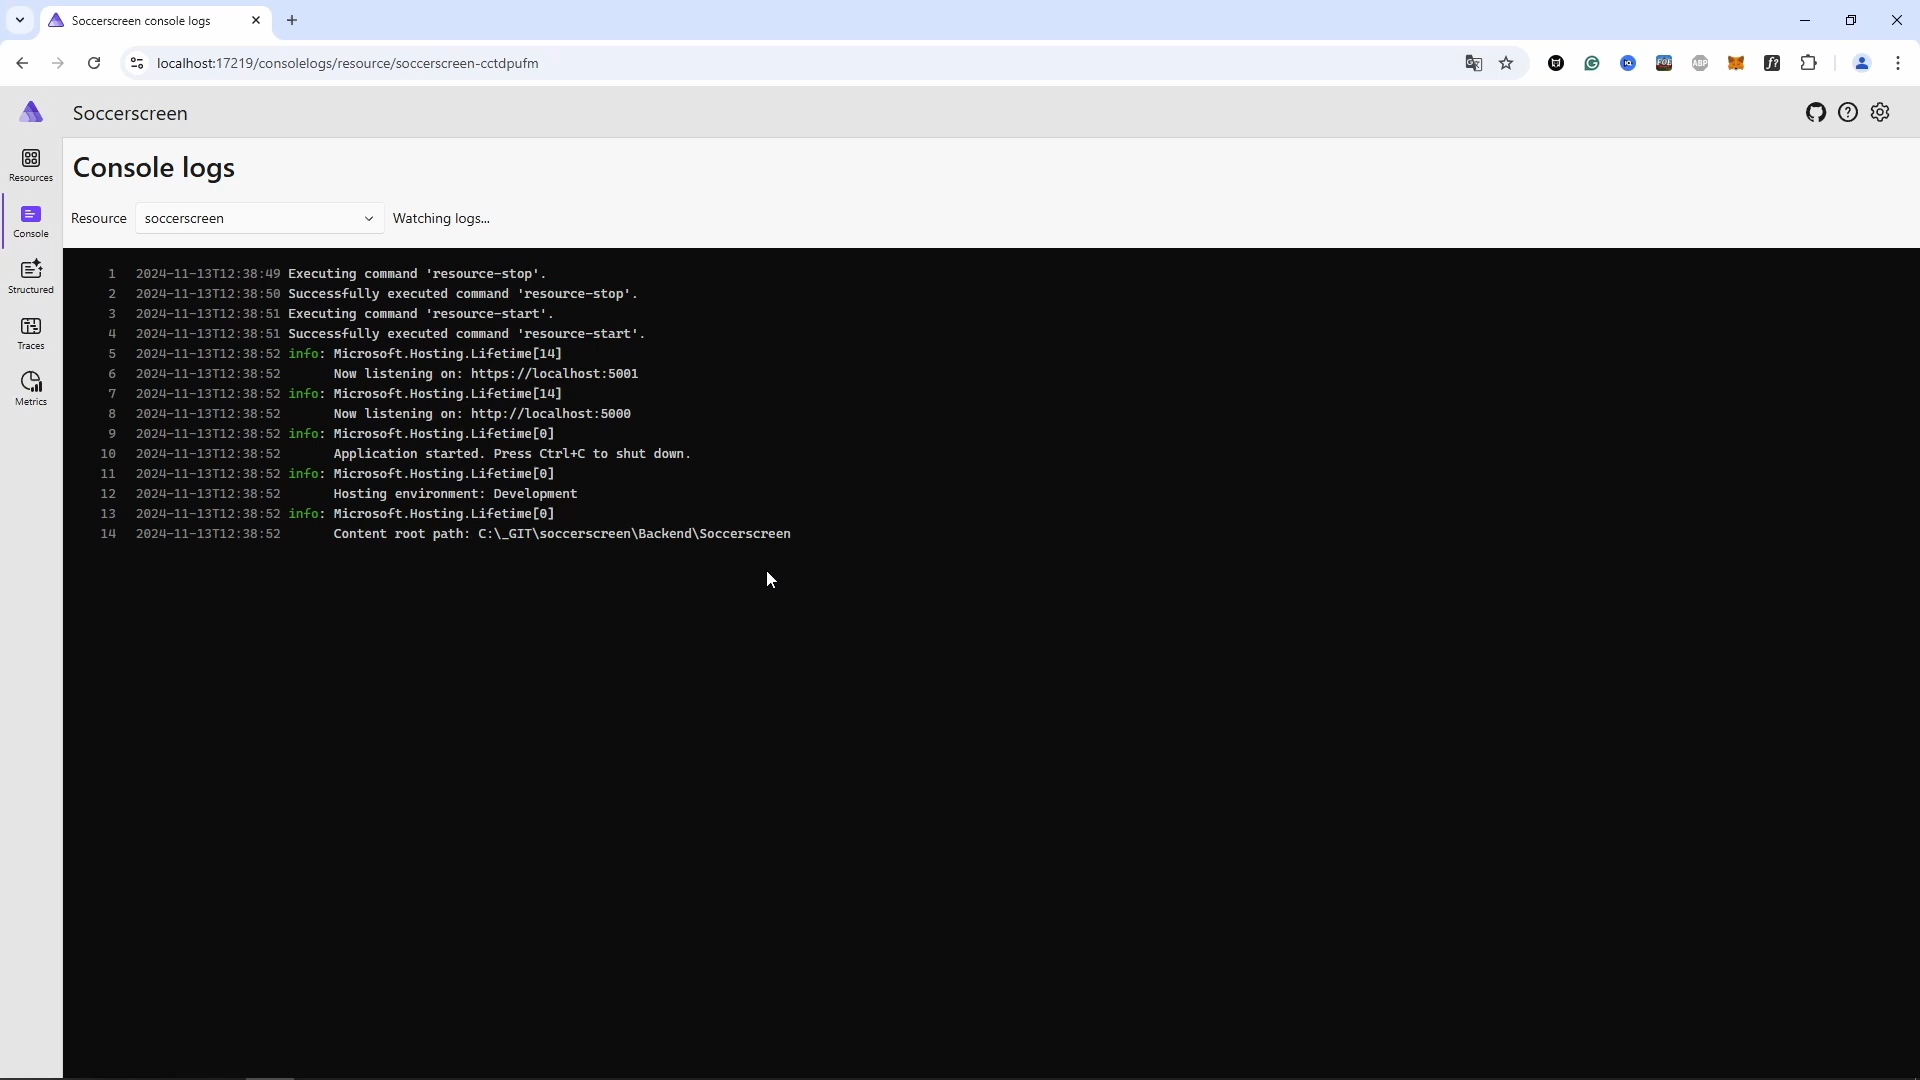 Soccerscreen console logs
localhost:17219/consolelogs/resource/soccerscreen-cctdpufm
FOE
ABP
f?
Soccerscreen
Resources
Console
Structured
Traces
Metrics
Console logs
Resource soccerscreen Watching logs...
1 2024-11-13T12:38:49 Executing command 'resource-stop'.
2 2024-11-13T12:38:50 Successfully executed command 'resource-stop'.
3 2024-11-13T12:38:51 Executing command 'resource-start'.
4 2024-11-13T12:38:51 Successfully executed command 'resource-start'.
5 2024-11-13T12:38:52 info: Microsoft.Hosting.Lifetime[14]
6 2024-11-13T12:38:52 Now listening on: https://localhost:5001
7 2024-11-13T12:38:52 info: Microsoft.Hosting.Lifetime[14]
8 2024-11-13T12:38:52 Now listening on: http://localhost:5000
9 2024-11-13T12:38:52 info: Microsoft.Hosting.Lifetime[0]
10 2024-11-13T12:38:52 Application started. Press Ctrl+C to shut down.
11 2024-11-13T12:38:52 info: Microsoft.Hosting.Lifetime[0]
12 2024-11-13T12:38:52 Hosting environment: Development
13 2024-11-13T12:38:52 info: Microsoft.Hosting.Lifetime[0]
14 2024-11-13T12:38:52 Content root path: C:\_GIT\soccerscreen\Backend\Soccerscreen